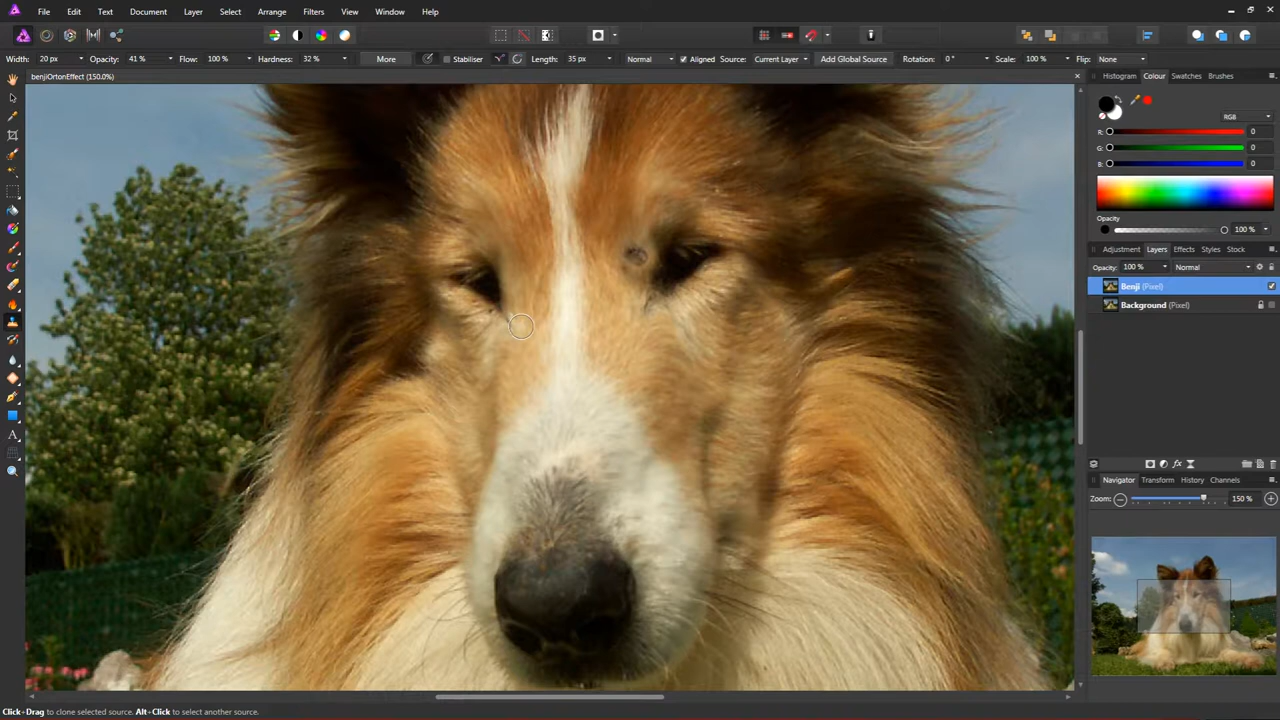 File Edit Text Document Layer Select Arrange Filters View Window Help
Width: 20 px Opacity: 41 % Flow: 100 % Hardness: 32 % More Stabiliser Length: 35 px Normal Aligned Source: Current Layer Add Global Source Rotation: 0 ° Scale: 100 % Flip: None
benjiOrtonEffect (150.0%)
Histogram Colour Swatches Brushes
RGB
R: 0
G: 0
B: 0
Opacity
100 %
Adjustment Layers Effects Styles Stock
Opacity: 100 % Normal
Benji (Pixel)
Background (Pixel)
Navigator Transform History Channels
Zoom: 150 %
Click+Drag to clone selected source. Alt+Click to select another source.